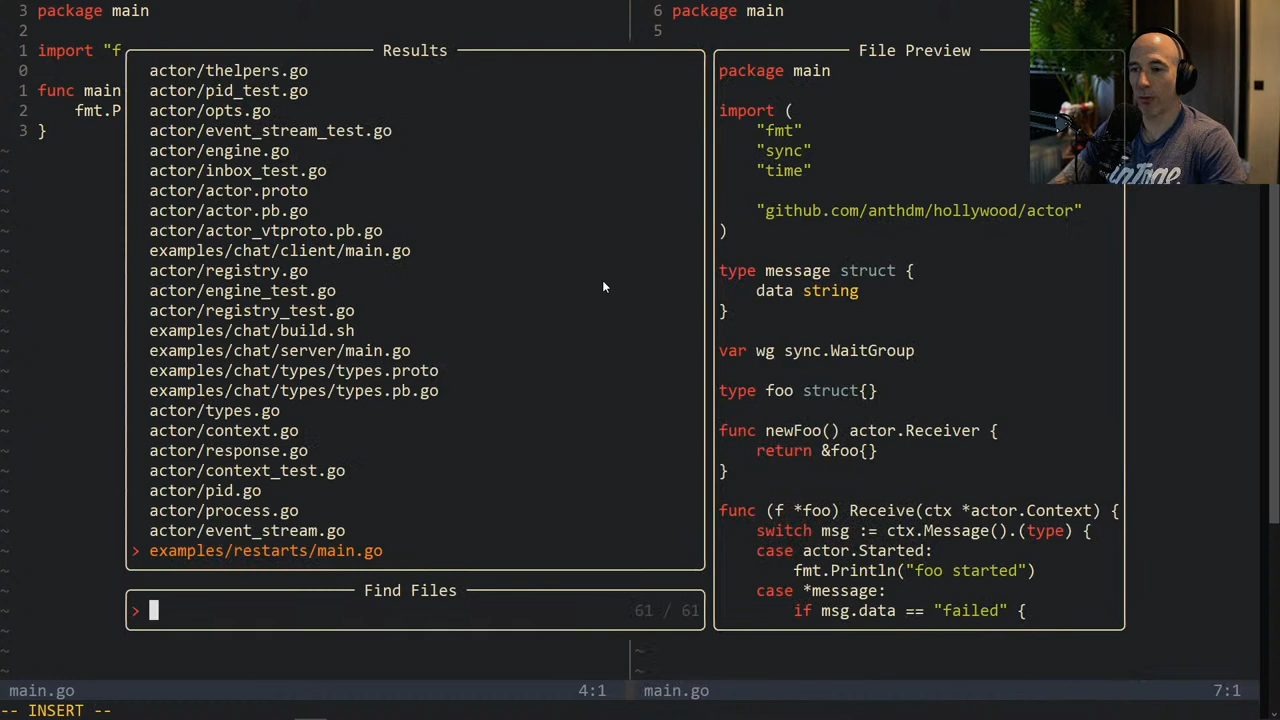 3 package main
2
1 import "f
0
1 func main
2 fmt.P
3 }
6 package main
5
Results
actor/thelpers.go
actor/pid_test.go
actor/opts.go
actor/event_stream_test.go
actor/engine.go
actor/inbox_test.go
actor/actor.proto
actor/actor.pb.go
actor/actor_vtproto.pb.go
examples/chat/client/main.go
actor/registry.go
actor/engine_test.go
actor/registry_test.go
examples/chat/build.sh
examples/chat/server/main.go
examples/chat/types/types.proto
examples/chat/types/types.pb.go
actor/types.go
actor/context.go
actor/response.go
actor/context_test.go
actor/pid.go
actor/process.go
actor/event_stream.go
> examples/restarts/main.go
Find Files
> 61 / 61
File Preview
package main
import (
"fmt"
"sync"
"time"
"github.com/anthdm/hollywood/actor"
)
type message struct {
data string
}
var wg sync.WaitGroup
type foo struct{}
func newFoo() actor.Receiver {
return &foo{}
}
func (f *foo) Receive(ctx *actor.Context) {
switch msg := ctx.Message().(type) {
case actor.Started:
fmt.Println("foo started")
case *message:
if msg.data == "failed" {
main.go 4:1
main.go 7:1
-- INSERT --